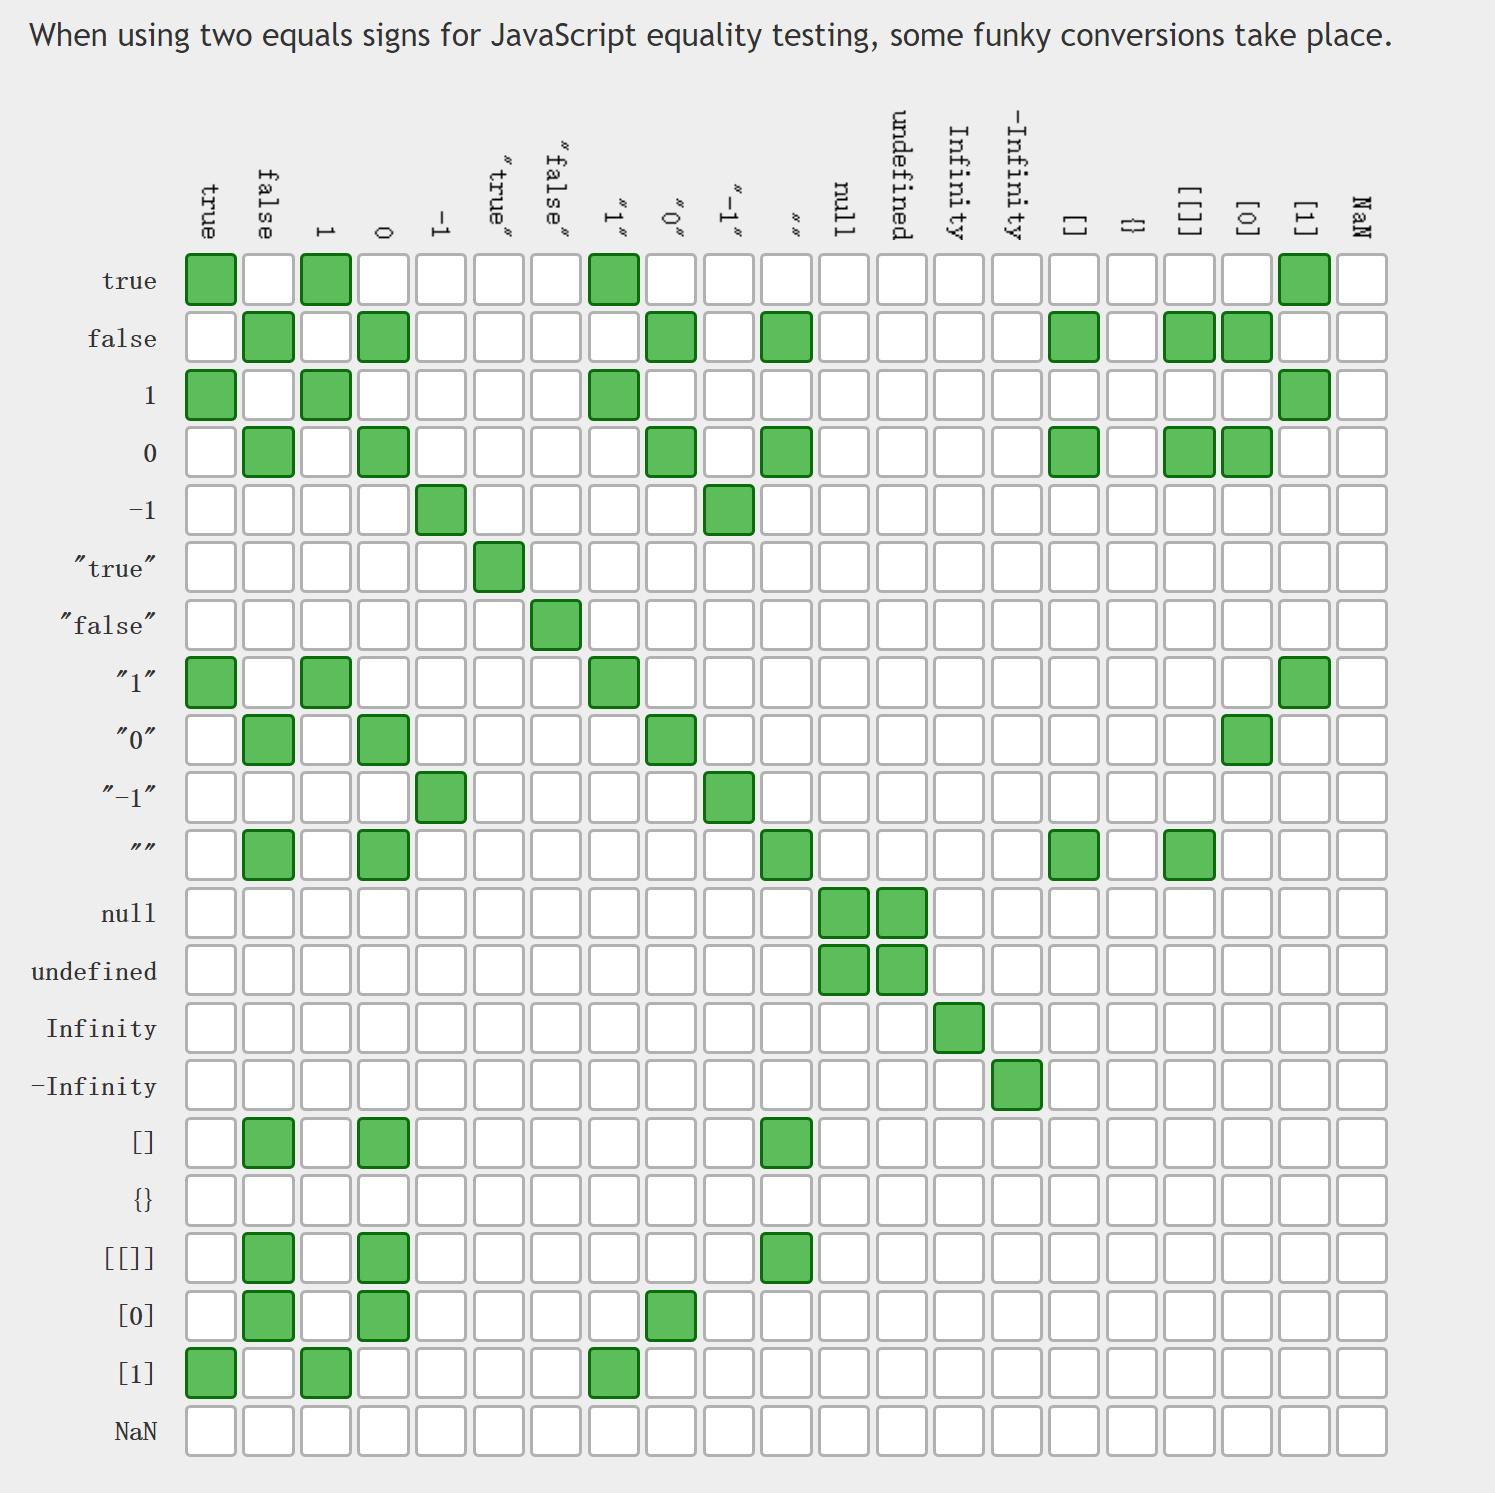 When using two equals signs for JavaScript equality testing, some funky conversions take place.
true
false
1
0
-1
"true"
"false"
"1"
"0"
"-1"
""
null
undefined
Infinity
-Infinity
[]
{}
[[]]
[0]
[1]
NaN
true
false
1
0
-1
"true"
"false"
"1"
"0"
"-1"
""
null
undefined
Infinity
-Infinity
[]
{}
[[]]
[0]
[1]
NaN